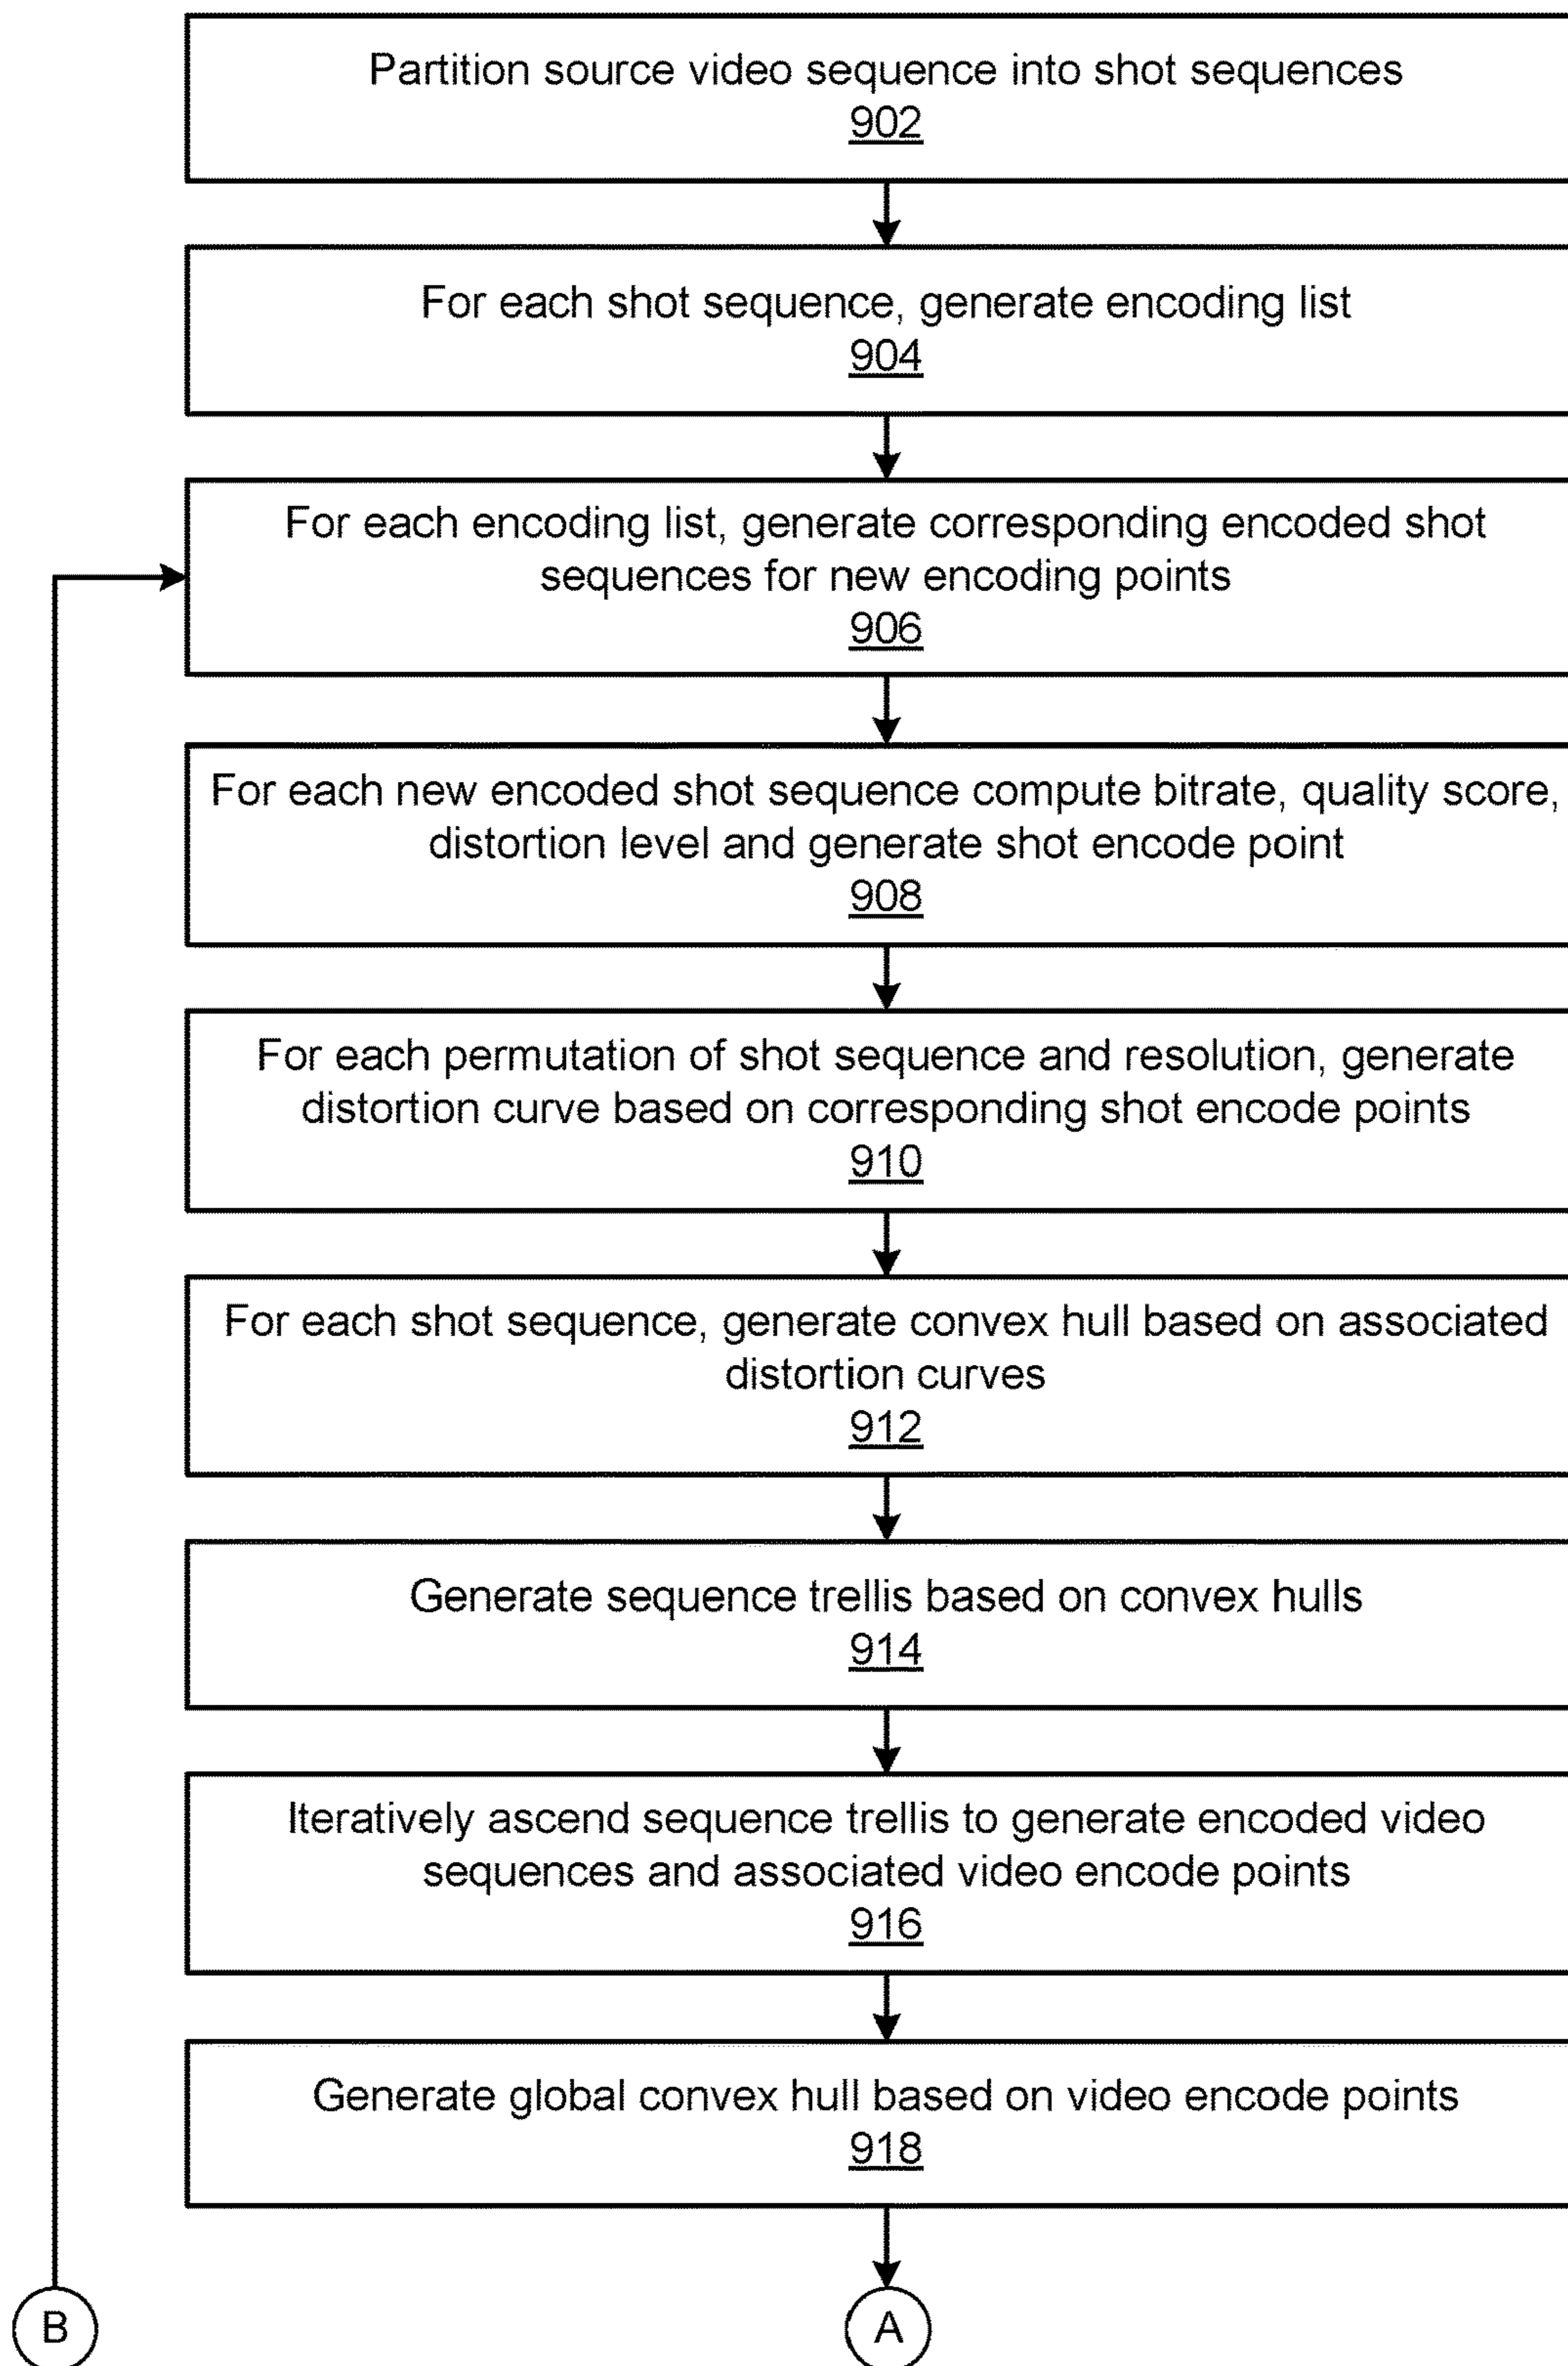 Partition source video sequence into shot sequences
902
For each shot sequence, generate encoding list
904
For each encoding list, generate corresponding encoded shot
sequences for new encoding points
906
For each new encoded shot sequence compute bitrate, quality score,
distortion level and generate shot encode point
908
For each permutation of shot sequence and resolution, generate
distortion curve based on corresponding shot encode points
910
For each shot sequence, generate convex hull based on associated
distortion curves
912
Generate sequence trellis based on convex hulls
914
Iteratively ascend sequence trellis to generate encoded video
sequences and associated video encode points
916
Generate global convex hull based on video encode points
918
B
A